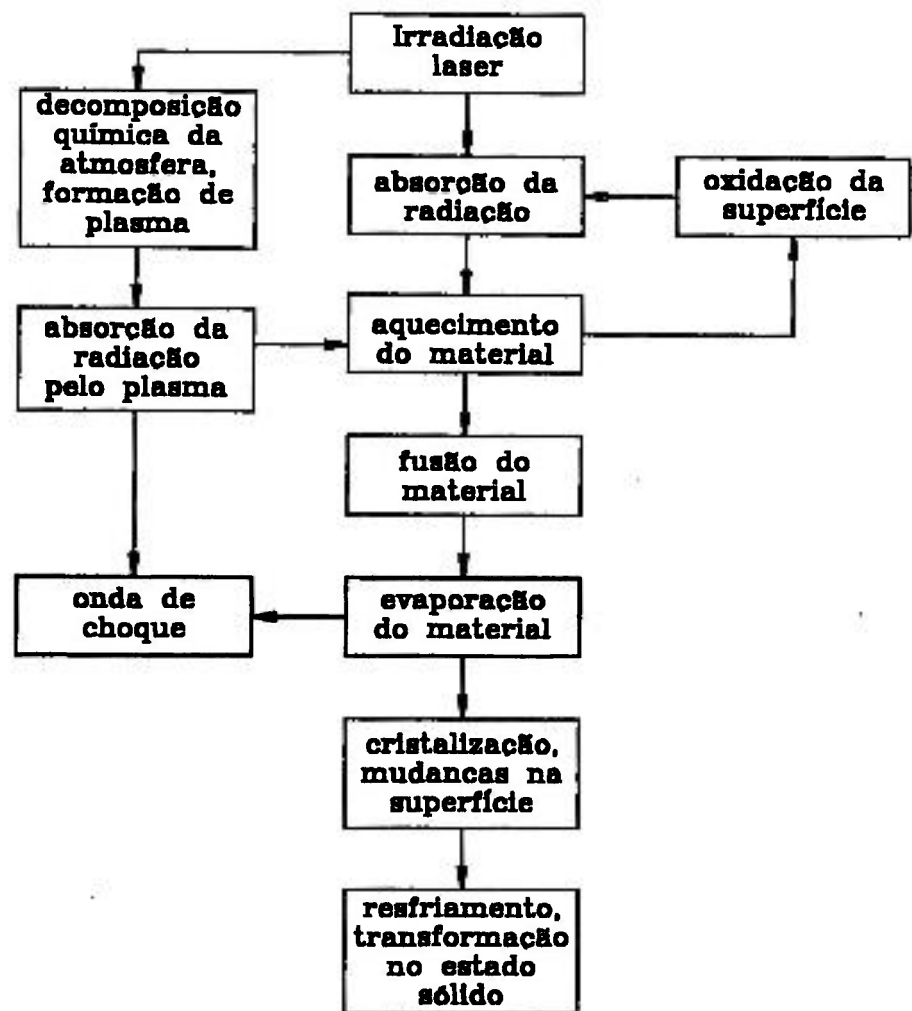 Irradiação
laser
decomposição
química da
atmosfera,
formação de
plasma
absorção da
radiação
oxidação da
superfície
absorção da
radiação
pelo plasma
aquecimento
do material
fusão do
material
onda de
choque
evaporação
do material
cristalização,
mudancas na
superfície
resfriamento,
transformação
no estado
sólido